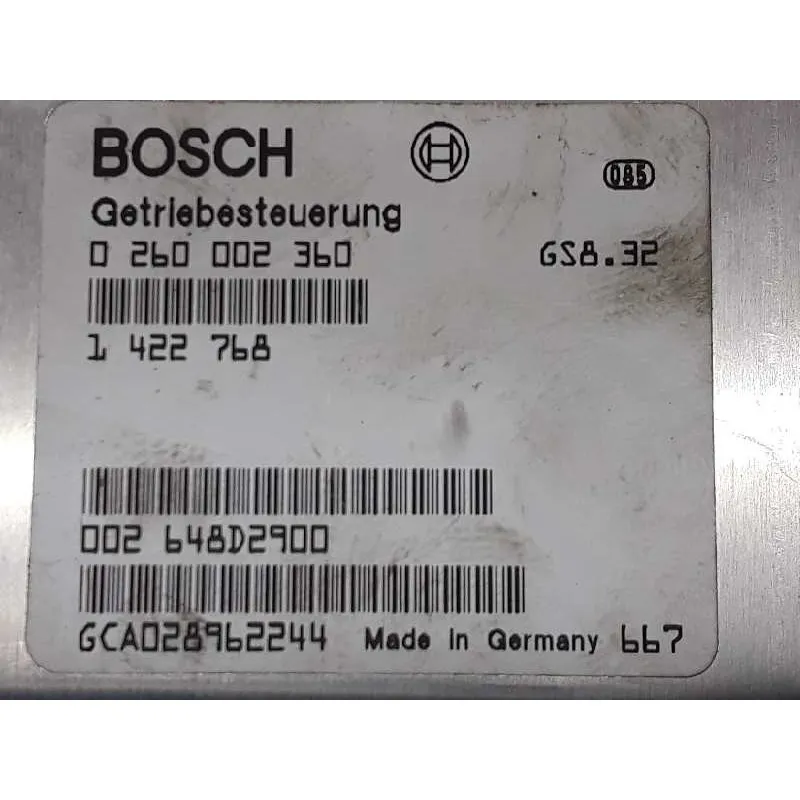 BOSCH
085
Getriebesteuerung
0 260 002 360 GS8.32
1 422 768
002 648D2900
GCA028962244 Made in Germany 667